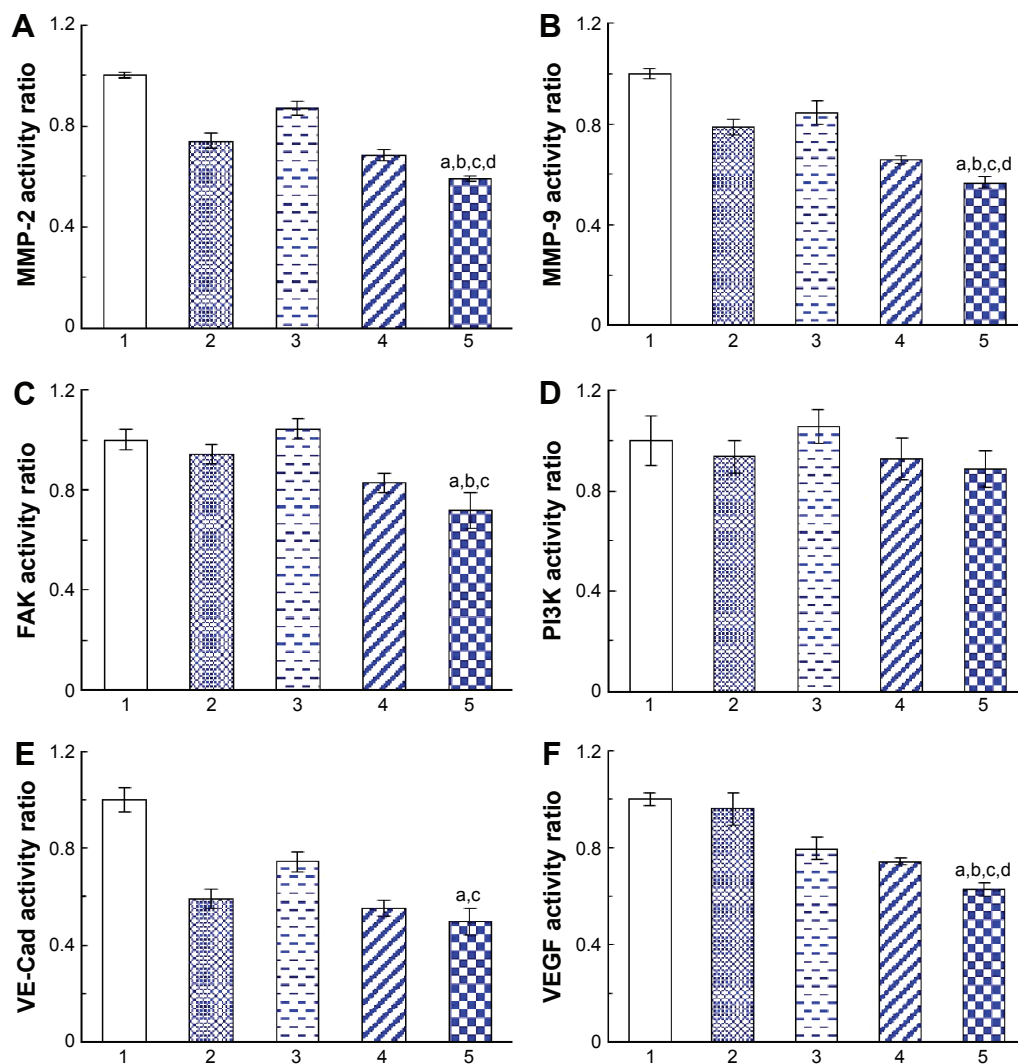 A
MMP-2 activity ratio
1.2
0.8
0.4
0
a,b,c,d
1 2 3 4 5
B
MMP-9 activity ratio
1.2
0.8
0.4
0
a,b,c,d
1 2 3 4 5
C
FAK activity ratio
1.2
0.8
0.4
0
a,b,c
1 2 3 4 5
D
PI3K activity ratio
1.2
0.8
0.4
0
1 2 3 4 5
E
VE-Cad activity ratio
1.2
0.8
0.4
0
a,c
1 2 3 4 5
F
VEGF activity ratio
1.2
0.8
0.4
0
a,b,c,d
1 2 3 4 5